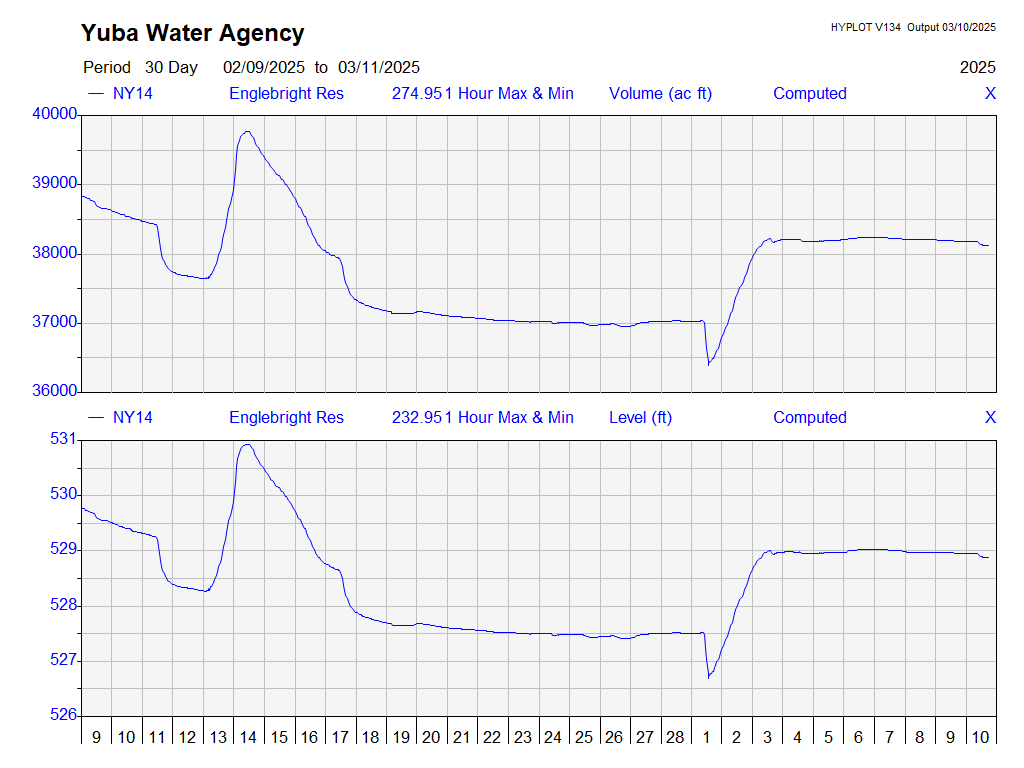 Yuba Water Agency HYPLOT V134 Output 03/10/2025
Period 30 Day 02/09/2025 to 03/11/2025 2025
NY14 Englebright Res 274.951 Hour Max & Min Volume (ac ft) Computed X
40000
39000
38000
37000
36000
NY14 Englebright Res 232.951 Hour Max & Min Level (ft) Computed X
531
530
529
528
527
526
9 10 11 12 13 14 15 16 17 18 19 20 21 22 23 24 25 26 27 28 1 2 3 4 5 6 7 8 9 10